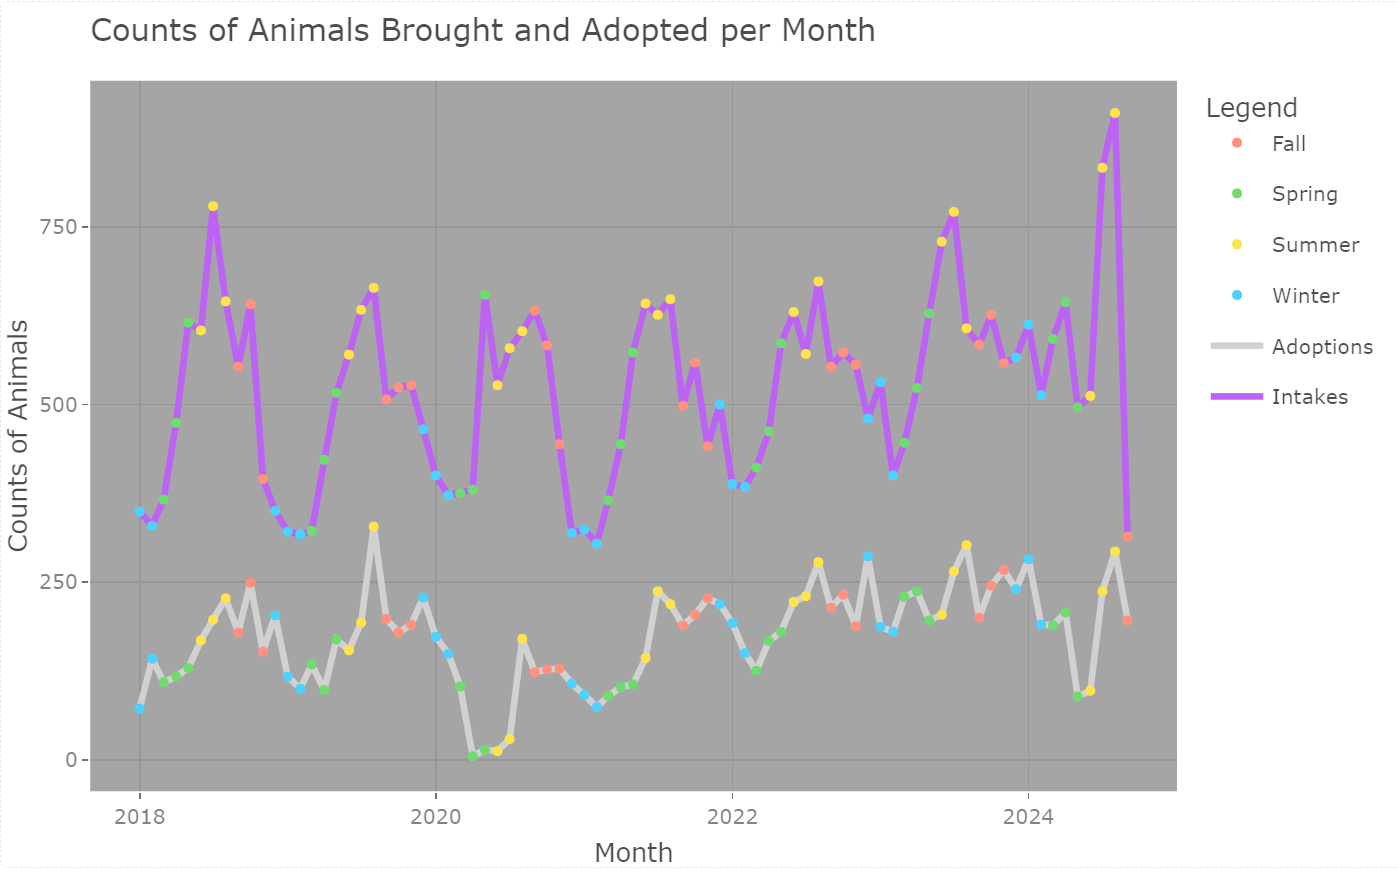 Counts of Animals Brought and Adopted per Month
Counts of Animals
750
500
250
0
2018
2020
2022
2024
Month
Legend
Fall
Spring
Summer
Winter
Adoptions
Intakes